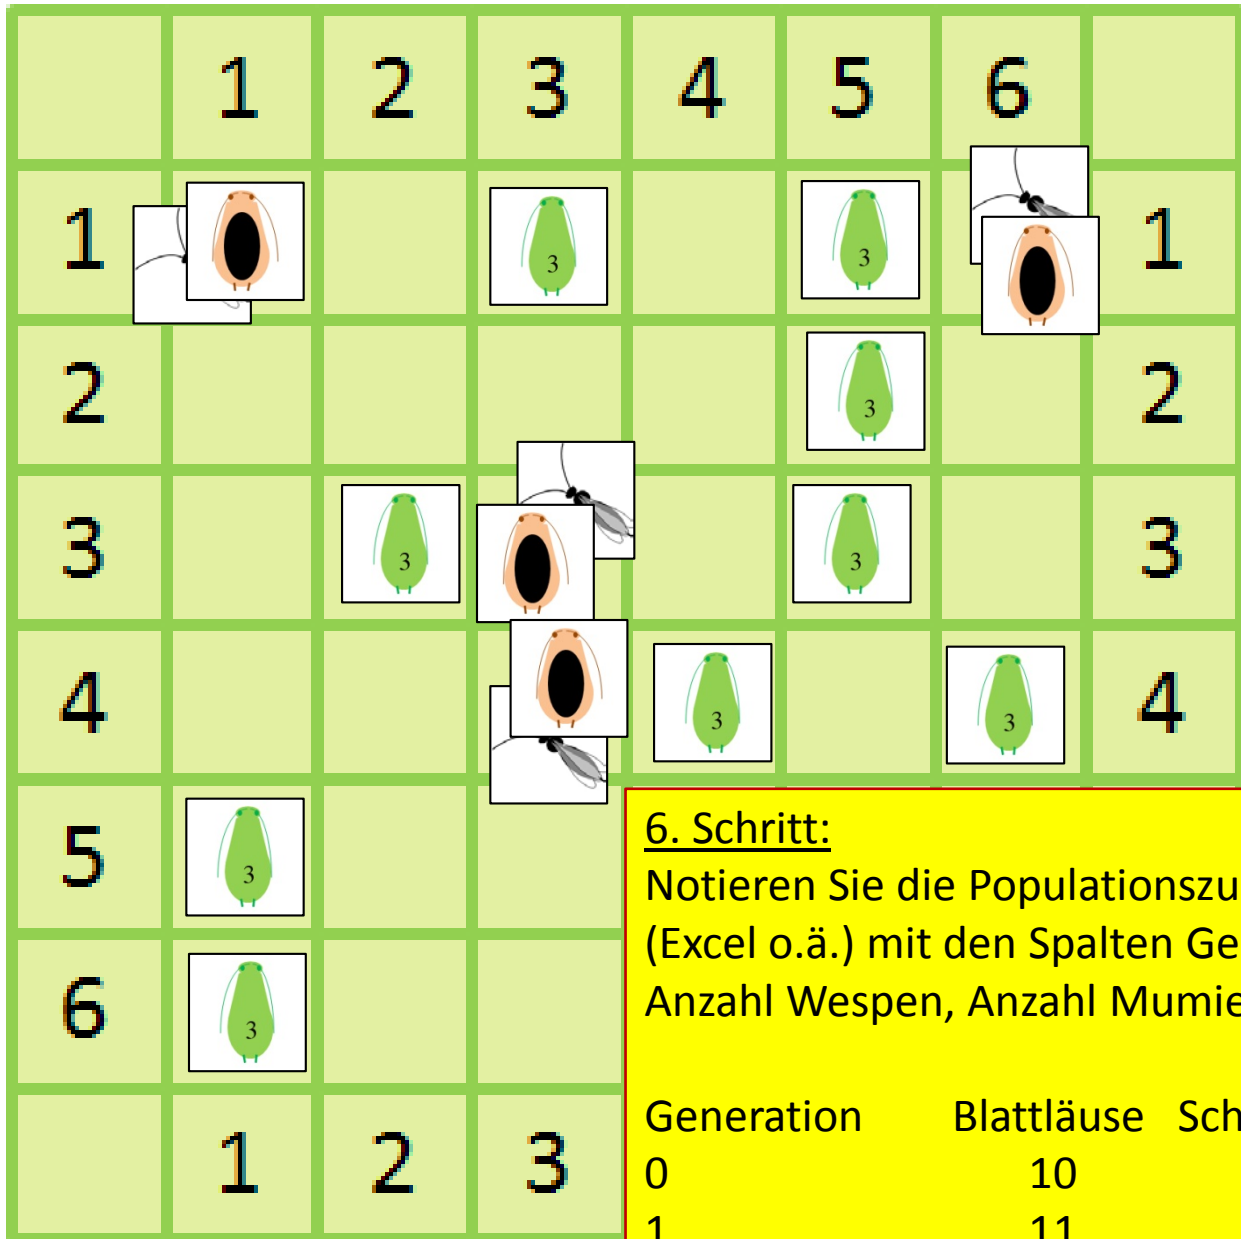 1 2 3 4 5 6
1 3 3 1
2 3 2
3 3 3 3
4 3 3 4
5 3
6 3
1 2 3
6. Schritt:
Notieren Sie die Populationszu
(Excel o.ä.) mit den Spalten Ge
Anzahl Wespen, Anzahl Mumie
Generation Blattläuse Sch
0 10
1 11